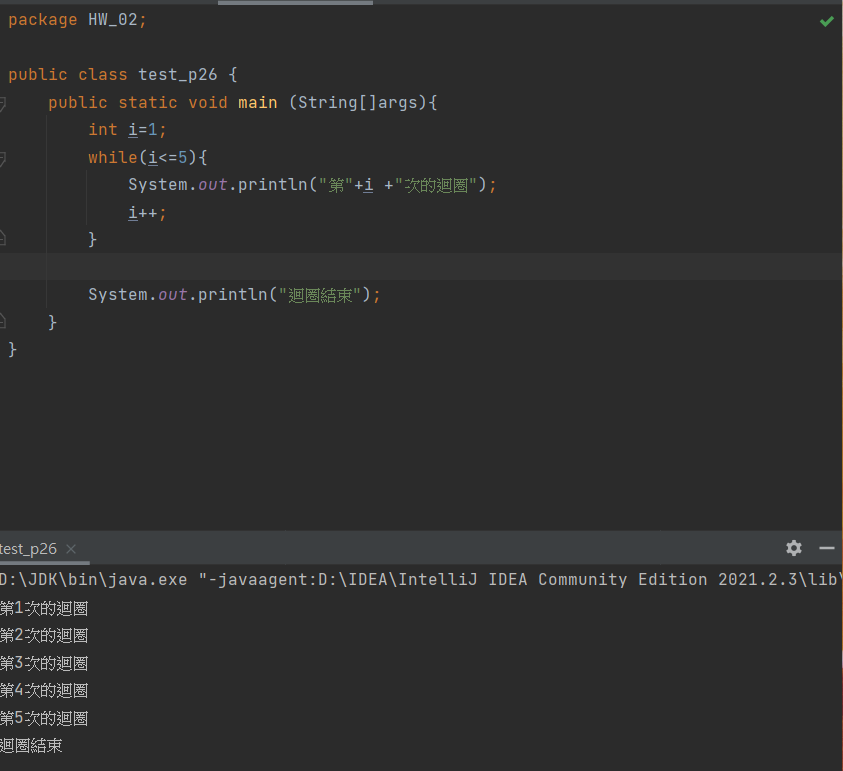 package HW_02;
public class test_p26 {
public static void main (String[]args){
int i=1;
while(i<=5){
System.out.println("第"+i +"次的迴圈");
i++;
}
System.out.println("迴圈結束");
}
}
test_p26
D:\JDK\bin\java.exe "-javaagent:D:\IDEA\IntelliJ IDEA Community Edition 2021.2.3\lib\
第1次的迴圈
第2次的迴圈
第3次的迴圈
第4次的迴圈
第5次的迴圈
迴圈結束